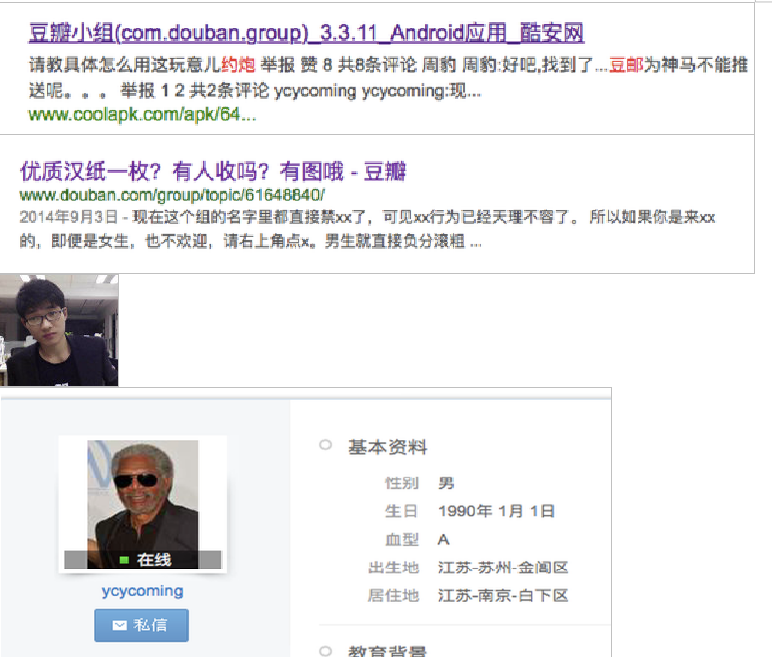 豆瓣小组(com.douban.group)_3.3.11_Android应用_酷安网
请教具体怎么用这玩意儿约炮 举报 赞 8 共8条评论 周豹 周豹:好吧,找到了...豆邮为神马不能推
送呢。。。 举报 1 2 共2条评论 ycycoming ycycoming:现...
www.coolapk.com/apk/64...
优质汉纸一枚？有人收吗？有图哦 - 豆瓣
www.douban.com/group/topic/61648840/
2014年9月3日 - 现在这个组的名字里都直接禁xx了，可见xx行为已经天理不容了。 所以如果你是来xx
的，即便是女生，也不欢迎，请右上角点x。男生就直接负分滚粗 ...
基本资料
性别 男
生日 1990年 1月 1日
血型 A
出生地 江苏-苏州-金阊区
居住地 江苏-南京-白下区
在线
ycycoming
私信
教育背景